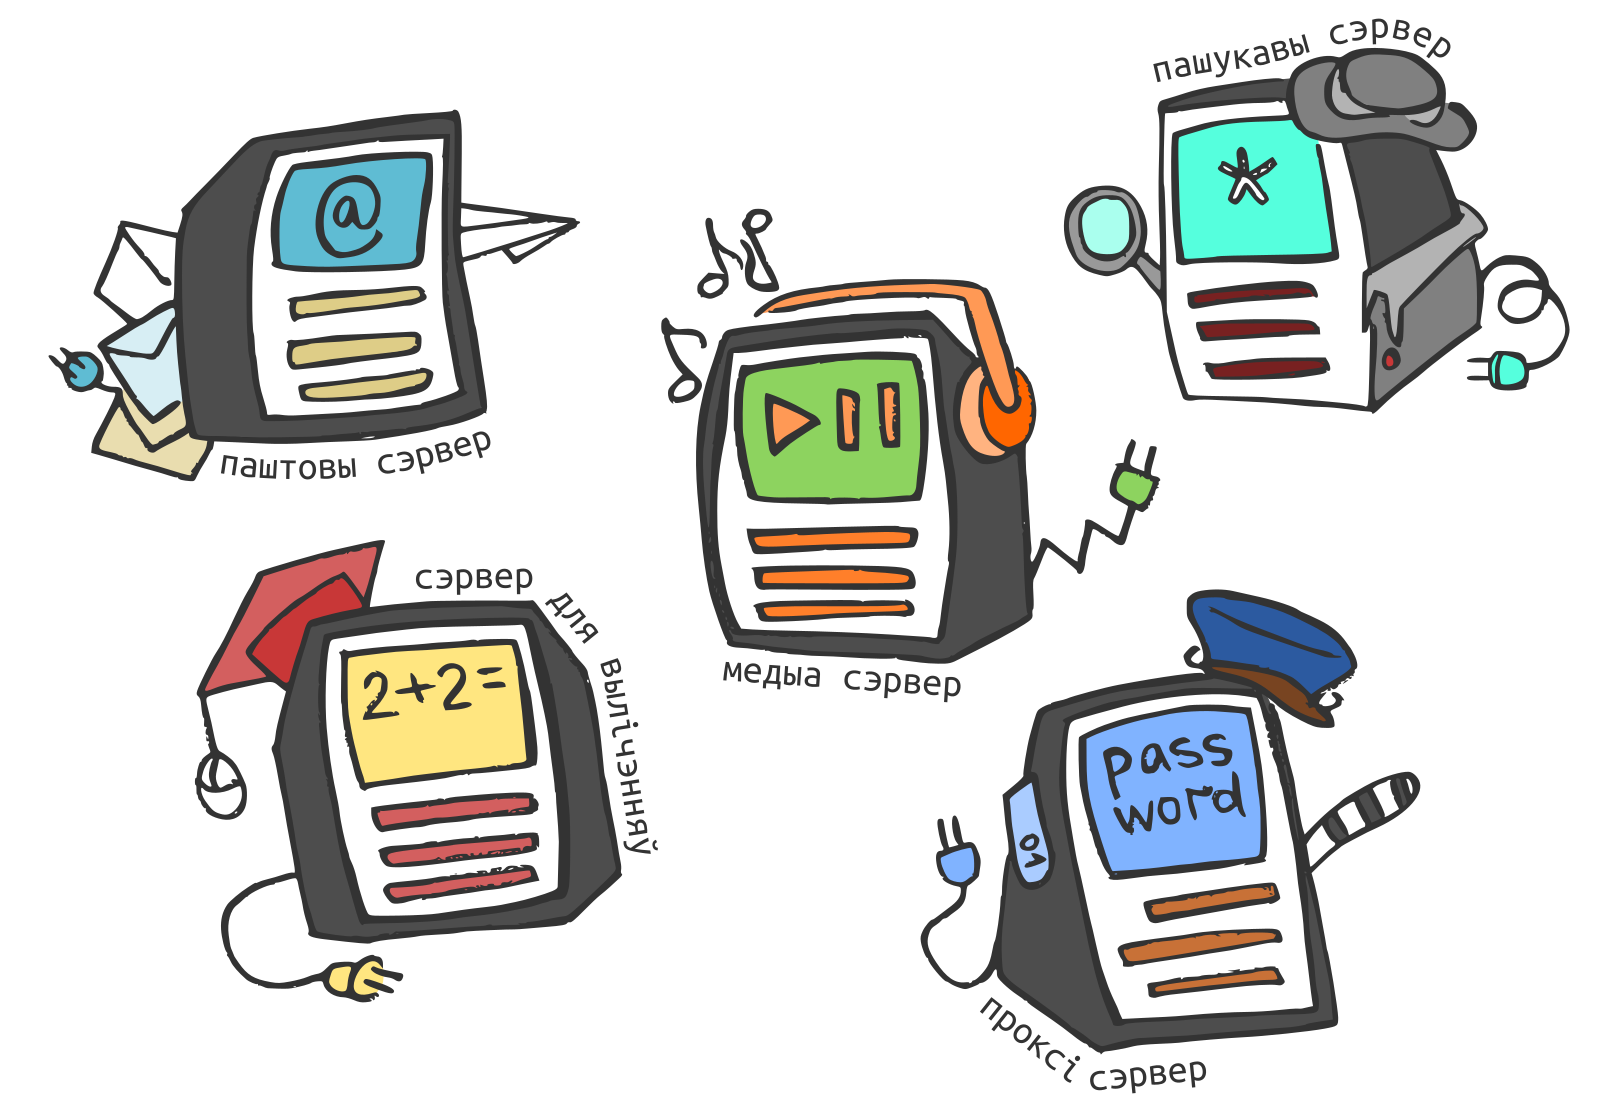 пашукавы сэрвер
*
@
паштовы сэрвер
медыа сэрвер
сэрвер для вылічэнняў
2+2=
pass
word
01
проксі сэрвер